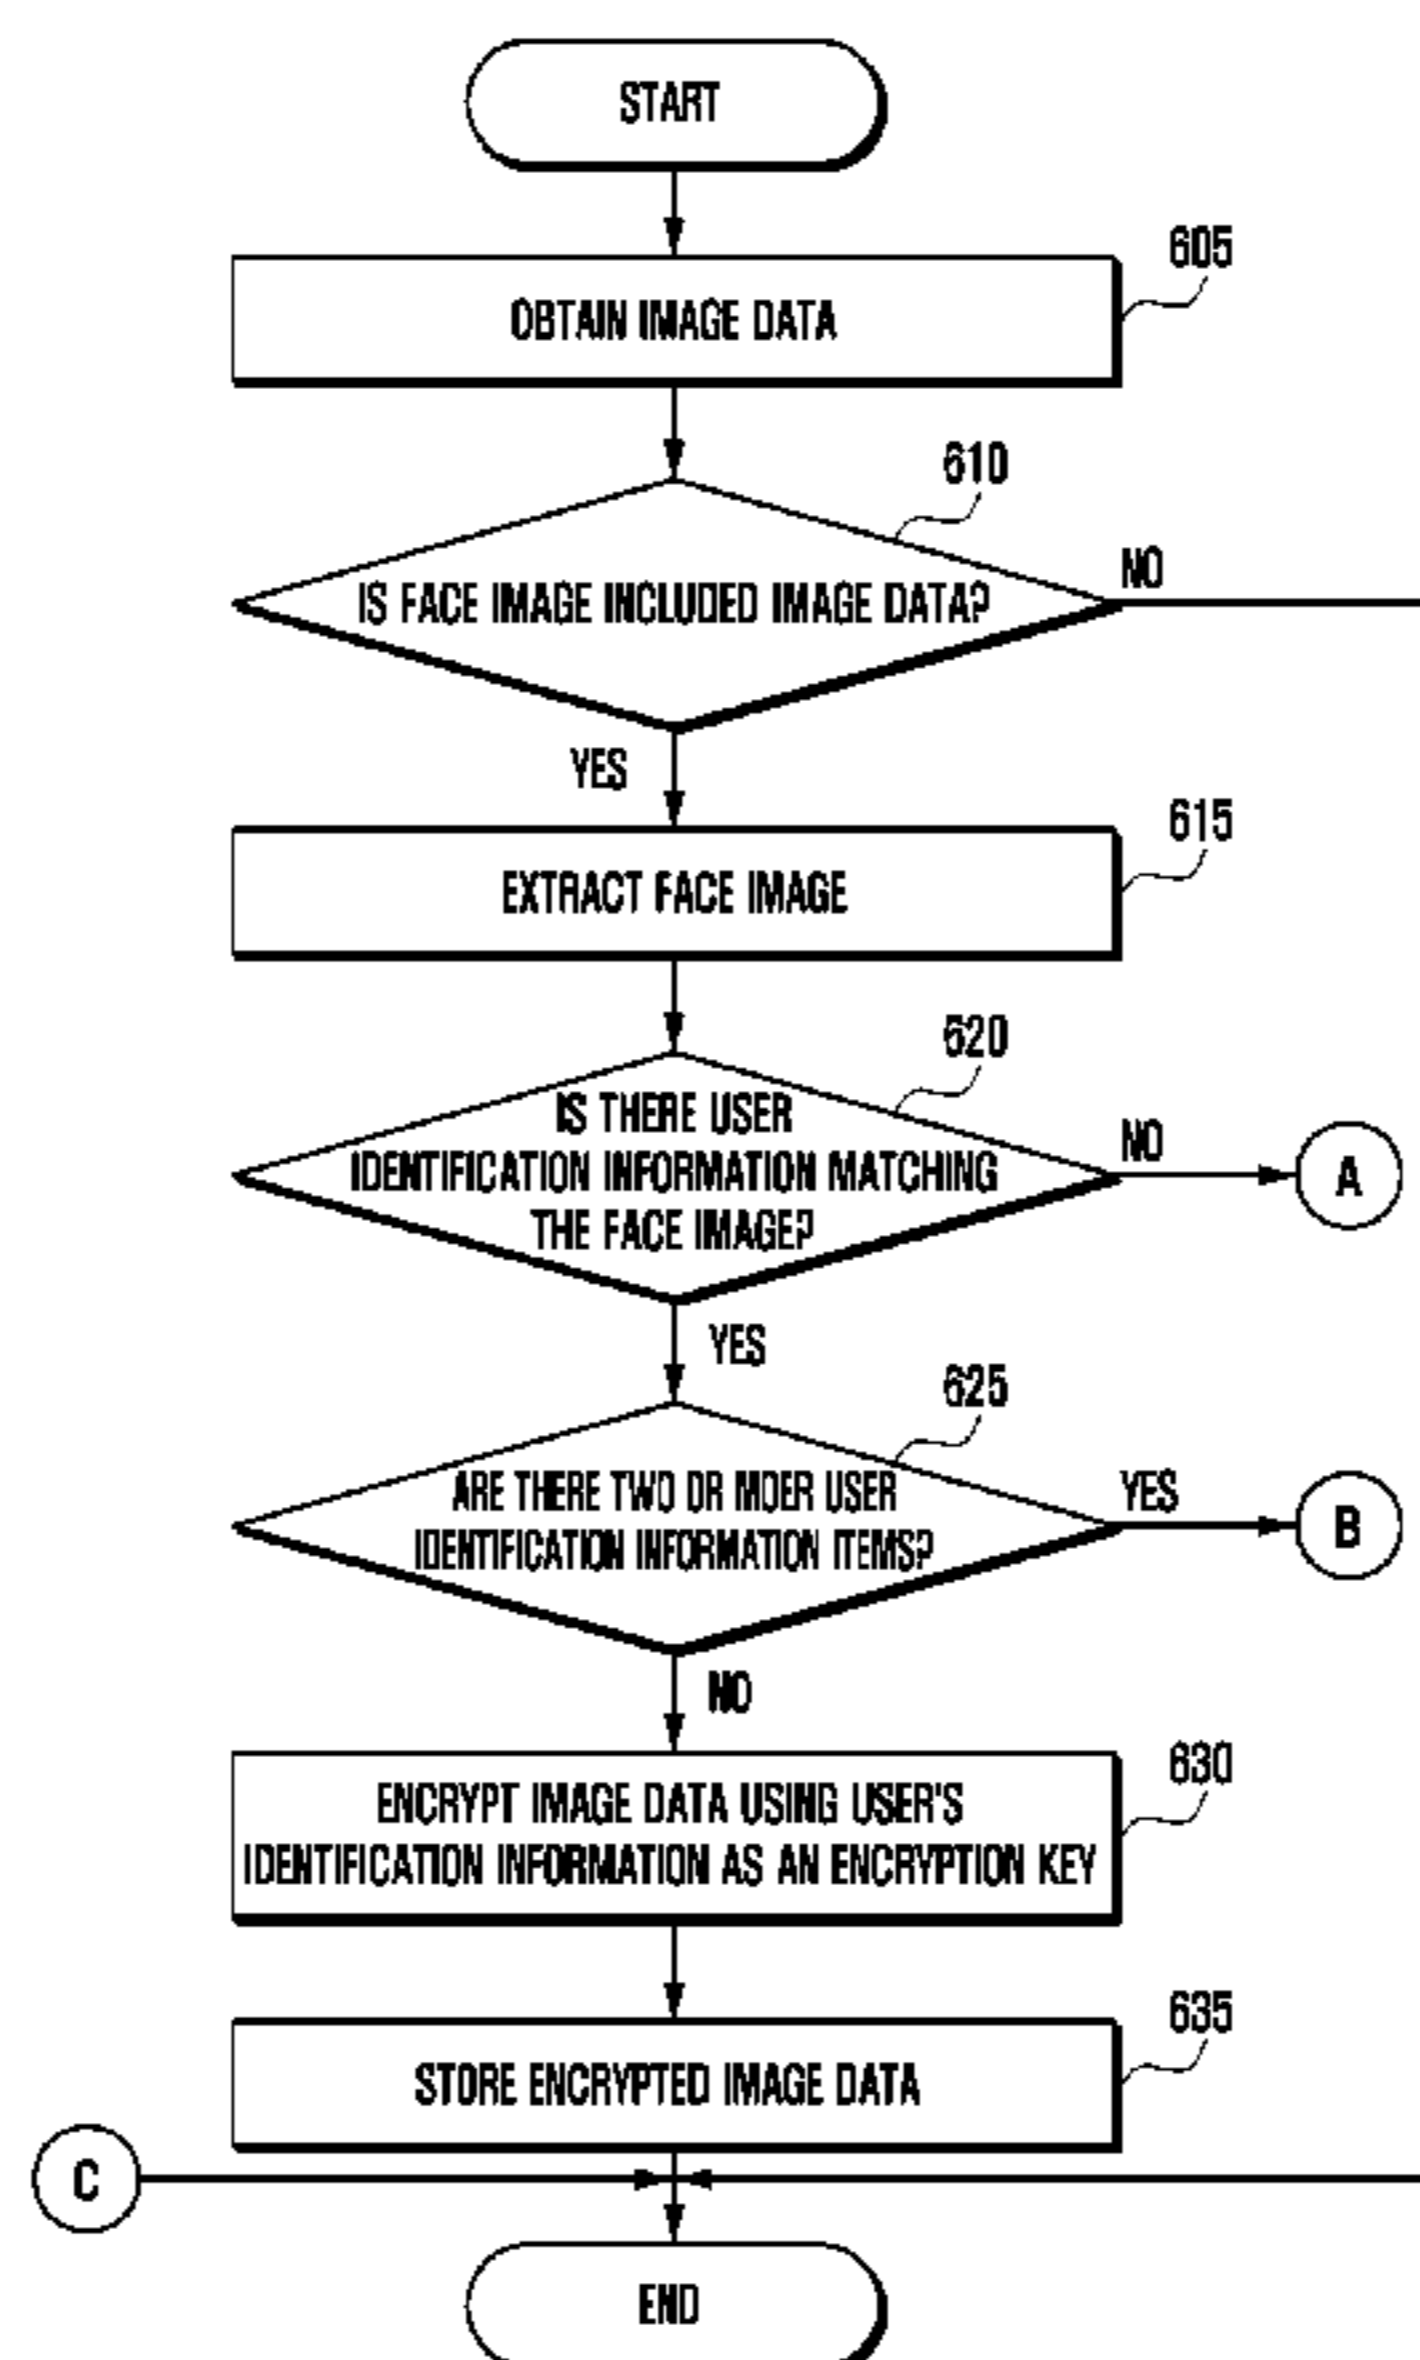 START
605
OBTAIN IMAGE DATA
610
IS FACE IMAGE INCLUDED IMAGE DATA?
NO
YES
615
EXTRACT FACE IMAGE
620
IS THERE USER
IDENTIFICATION INFORMATION MATCHING
THE FACE IMAGE?
NO
A
YES
625
ARE THERE TWO OR MOER USER
IDENTIFICATION INFORMATION ITEMS?
YES
B
NO
630
ENCRYPT IMAGE DATA USING USER'S
IDENTIFICATION INFORMATION AS AN ENCRYPTION KEY
635
STORE ENCRYPTED IMAGE DATA
C
END